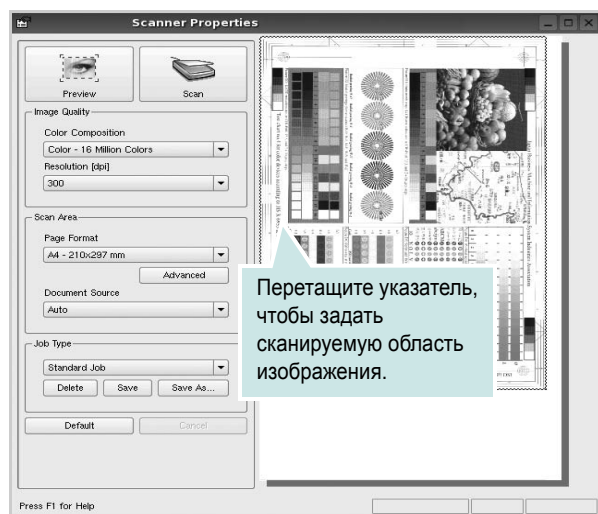 Scanner Properties
Preview
Scan
Image Quality
Color Composition
Color - 16 Million Colors
Resolution [dpi]
300
Scan Area
Page Format
A4 - 210x297 mm
Advanced
Document Source
Auto
Job Type
Standard Job
Delete
Save
Save As...
Default
Cancel
Перетащите указатель,
чтобы задать
сканируемую область
изображения.
Press F1 for Help